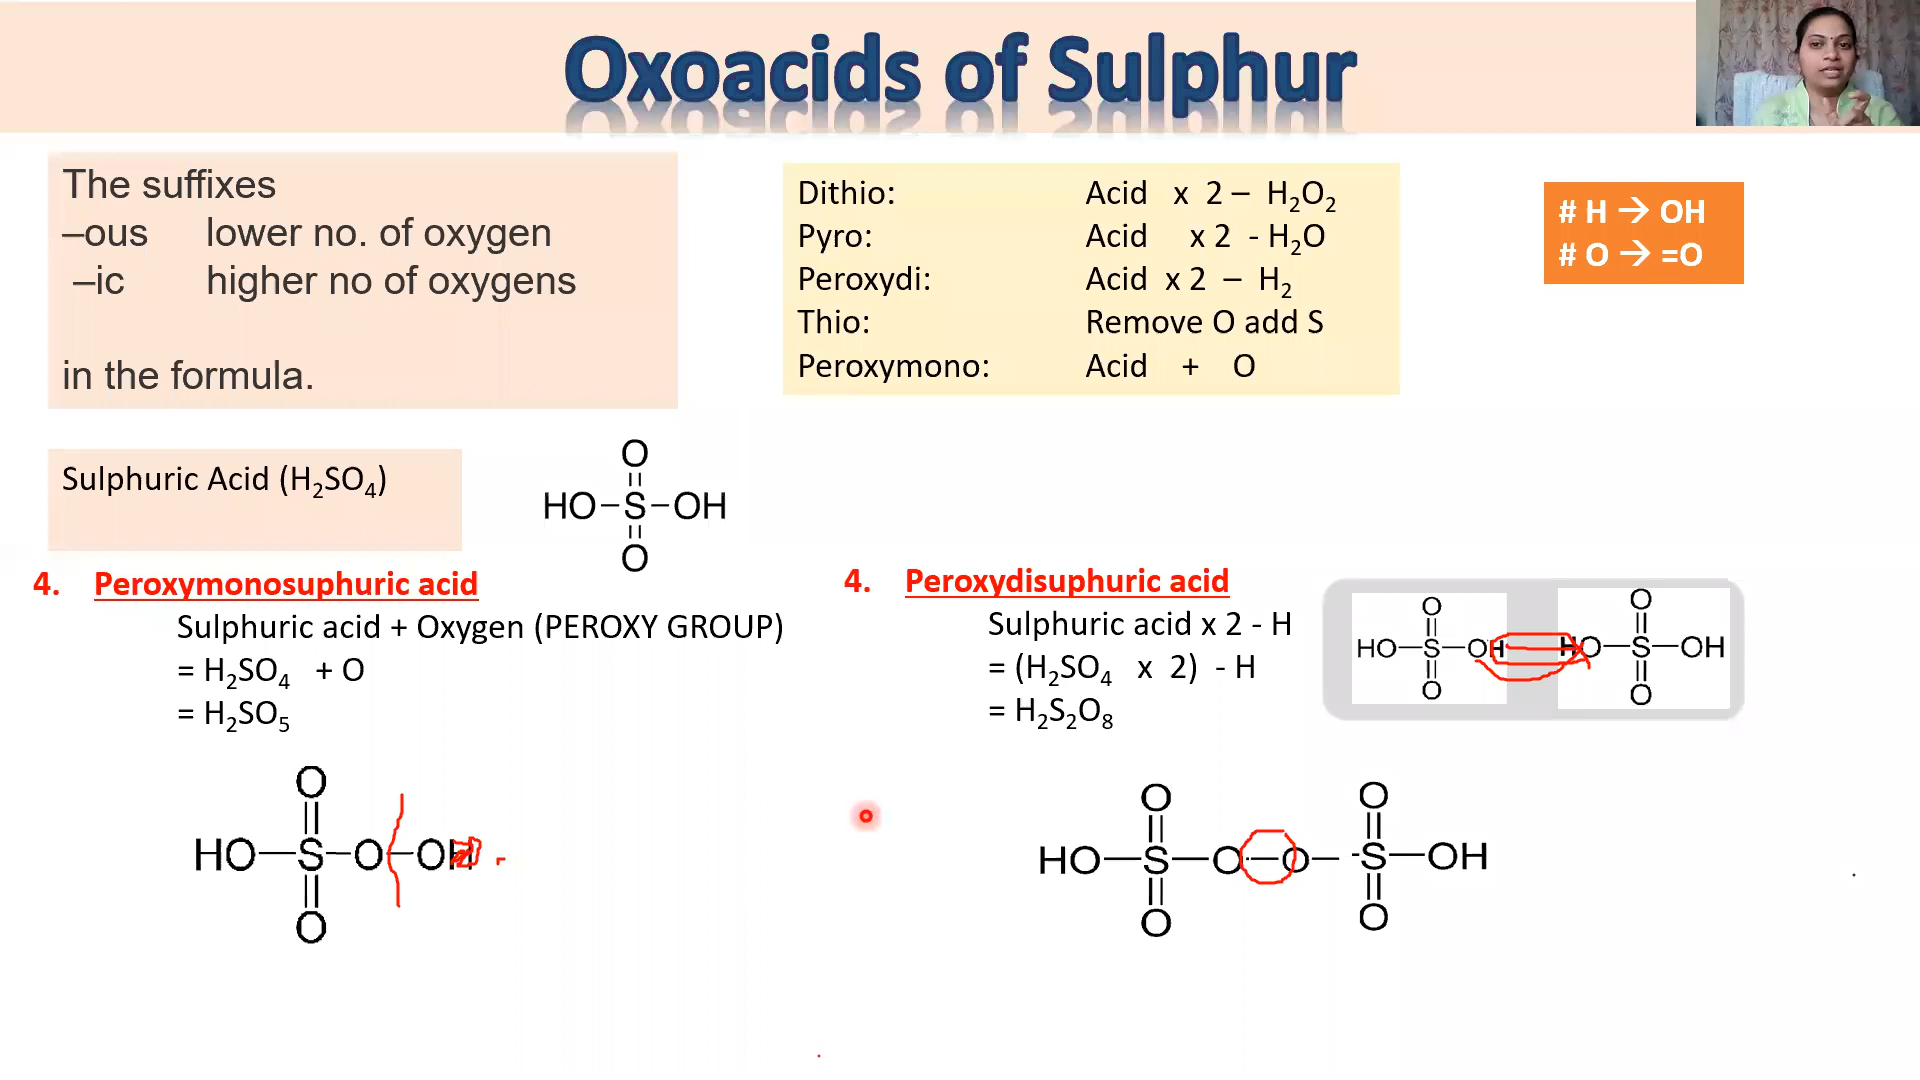 Oxoacids of Sulphur
The suffixes
–ous lower no. of oxygen
–ic higher no of oxygens
in the formula.
Dithio: Acid x 2 – H₂O₂
Pyro: Acid x 2 - H₂O
Peroxydi: Acid x 2 – H₂
Thio: Remove O add S
Peroxymono: Acid + O
# H → OH
# O → =O
Sulphuric Acid (H₂SO₄)
O
HO–S–OH
O
4. Peroxymonosuphuric acid
Sulphuric acid + Oxygen (PEROXY GROUP)
= H₂SO₄ + O
= H₂SO₅
O
HO–S–O–OH
O
4. Peroxydisuphuric acid
Sulphuric acid x 2 - H
= (H₂SO₄ x 2) - H
= H₂S₂O₈
O O
HO–S–OH HO–S–OH
O O
O O
HO–S–O–O–S–OH
O O